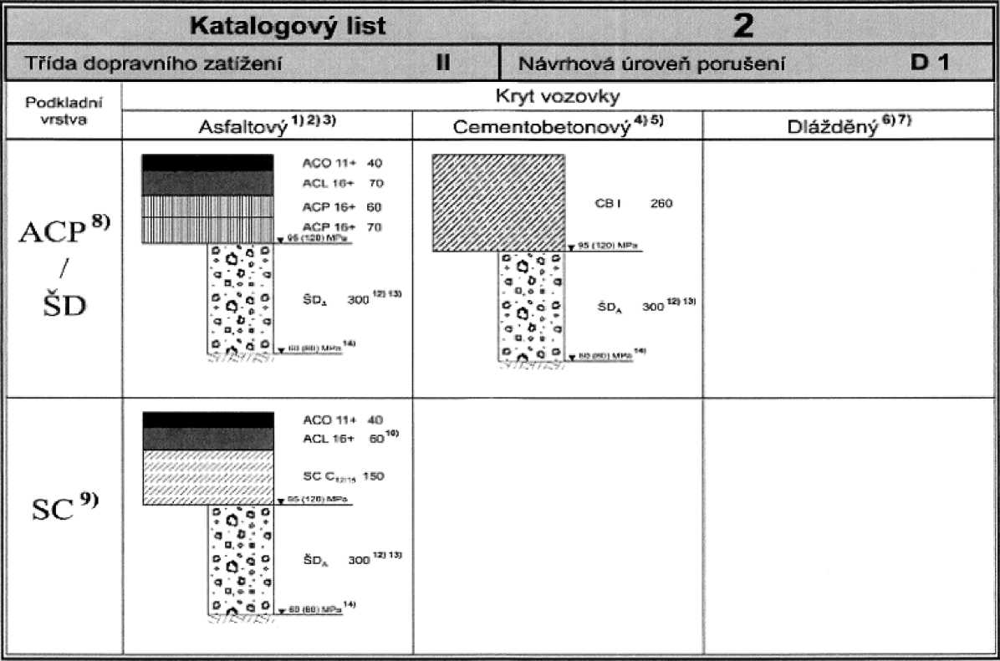 Katalogový list 2
Třída dopravního zatížení II Návrhová úroveň porušení D 1
Podkladní vrstva
Kryt vozovky
Asfaltový 1) 2) 3) Cementobetonový 4) 5) Dlážděný 6) 7)
ACP 8)
/
ŠD
ACO 11+ 40
ACL 16+ 70
ACP 16+ 60
ACP 16+ 70
95 (120) MPa
ŠDA 300 12) 13)
60 (80) MPa 14)
CB I 260
95 (120) MPa
ŠDA 300 12) 13)
60 (80) MPa 14)
SC 9)
ACO 11+ 40
ACL 16+ 60 10)
SC C12/15 150
95 (120) MPa
ŠDA 300 12) 13)
60 (80) MPa 14)